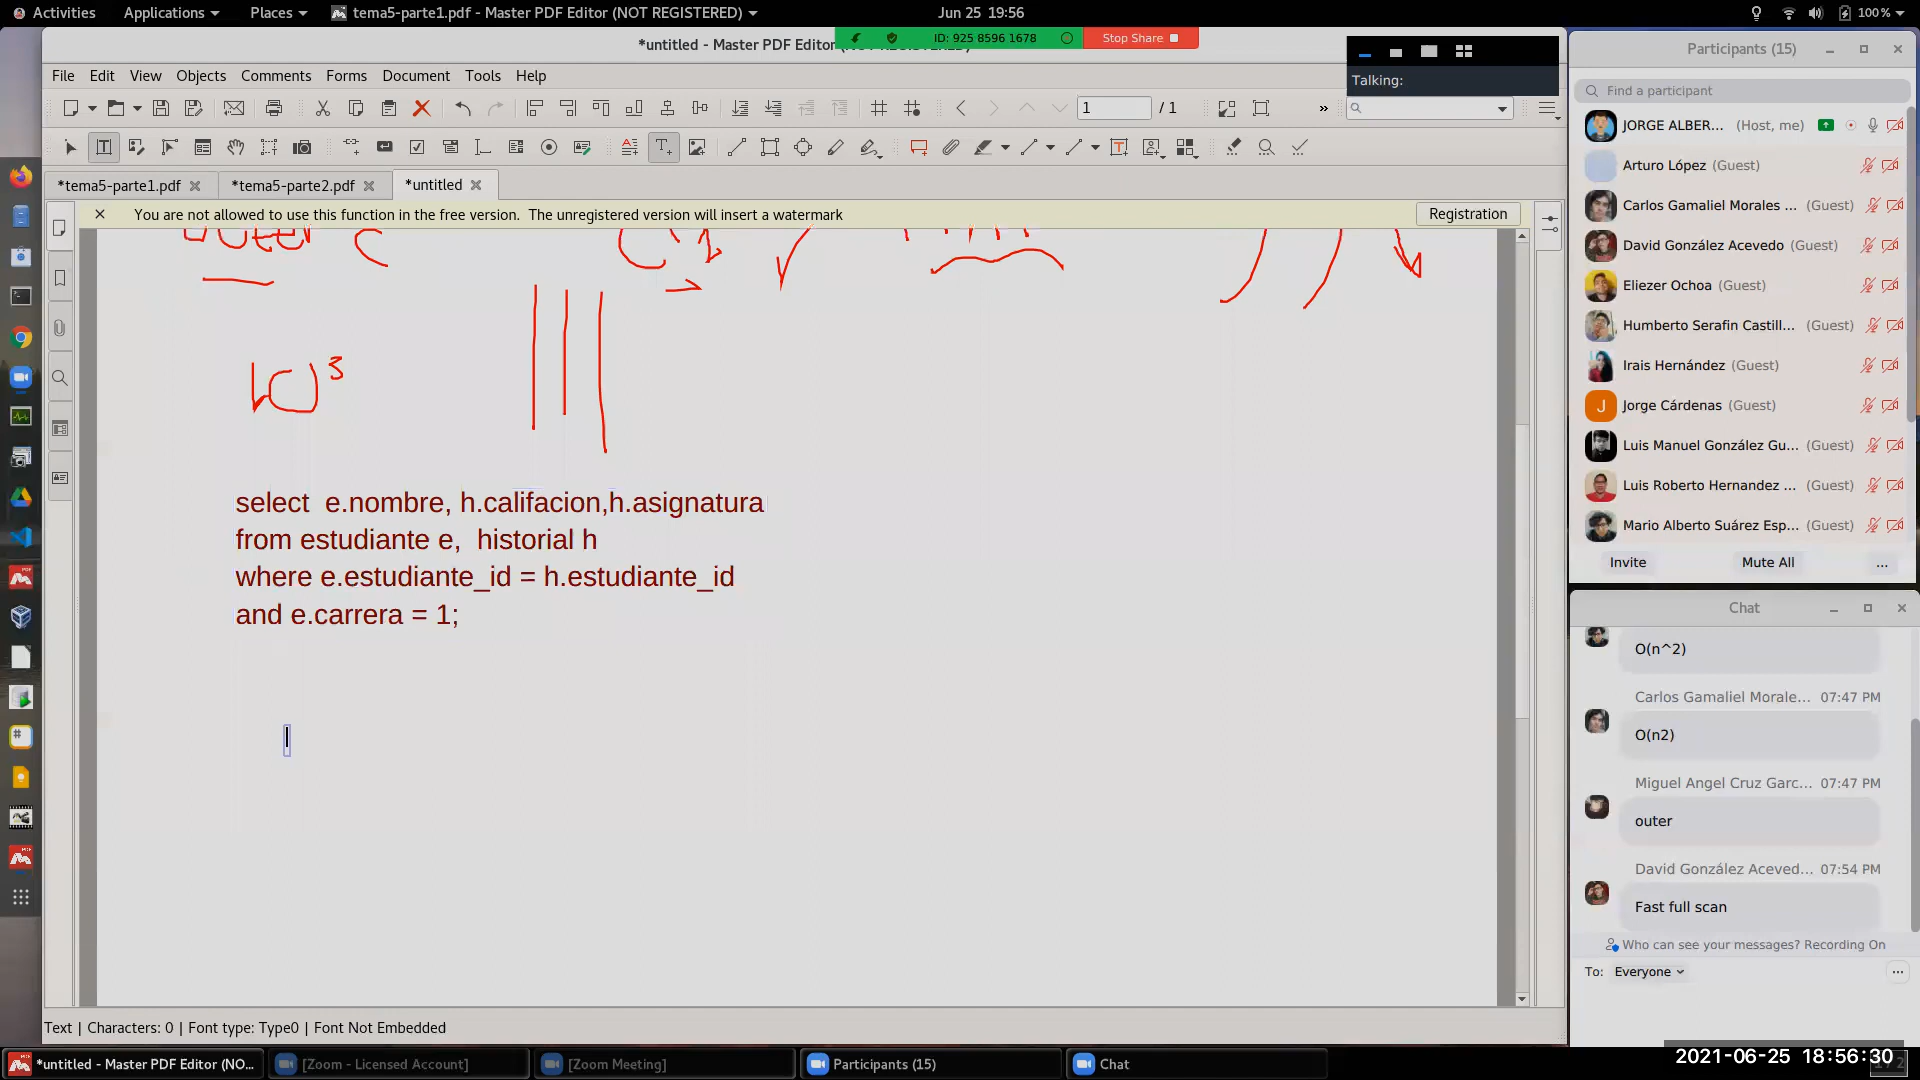 Activities Applications Places tema5-parte1.pdf - Master PDF Editor (NOT REGISTERED) Jun 25 19:56 100%
*untitled - Master PDF Editor
ID: 925 8596 1678 Stop Share
Talking:
File Edit View Objects Comments Forms Document Tools Help
1 / 1
*tema5-parte1.pdf *tema5-parte2.pdf *untitled
You are not allowed to use this function in the free version. The unregistered version will insert a watermark Registration
10³
select e.nombre, h.califacion,h.asignatura
from estudiante e, historial h
where e.estudiante_id = h.estudiante_id
and e.carrera = 1;
Text | Characters: 0 | Font type: Type0 | Font Not Embedded
Participants (15)
Find a participant
JORGE ALBER... (Host, me)
Arturo López (Guest)
Carlos Gamaliel Morales ... (Guest)
David González Acevedo (Guest)
Eliezer Ochoa (Guest)
Humberto Serafin Castill... (Guest)
Irais Hernández (Guest)
J Jorge Cárdenas (Guest)
Luis Manuel González Gu... (Guest)
Luis Roberto Hernandez ... (Guest)
Mario Alberto Suárez Esp... (Guest)
Invite Mute All ...
Chat
O(n^2)
Carlos Gamaliel Morale... 07:47 PM
O(n2)
Miguel Angel Cruz Garc... 07:47 PM
outer
David González Aceved... 07:54 PM
Fast full scan
Who can see your messages? Recording On
To: Everyone
*untitled - Master PDF Editor (NO... [Zoom - Licensed Account] [Zoom Meeting] Participants (15) Chat
2021-06-25 18:56:30